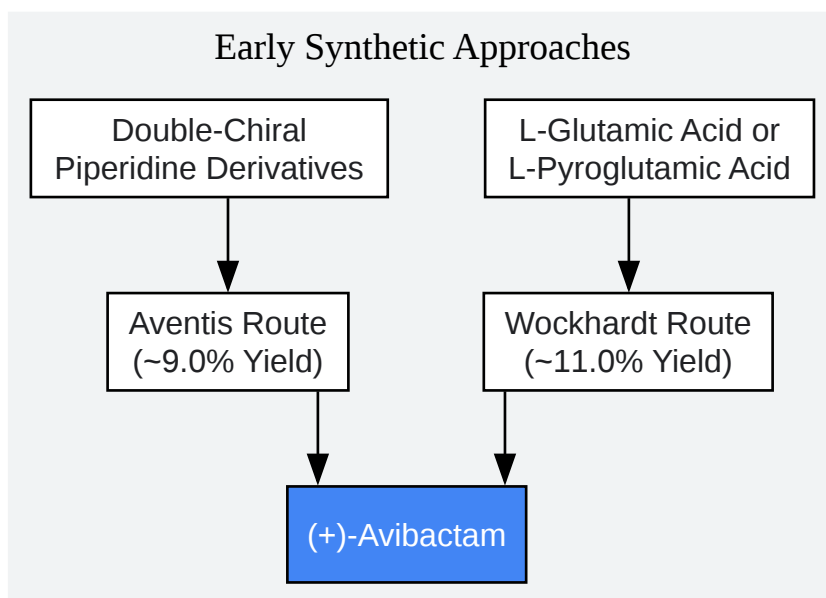 Early Synthetic Approaches
Double-Chiral
Piperidine Derivatives
L-Glutamic Acid or
L-Pyroglutamic Acid
Aventis Route
(~9.0% Yield)
Wockhardt Route
(~11.0% Yield)
(+)-Avibactam